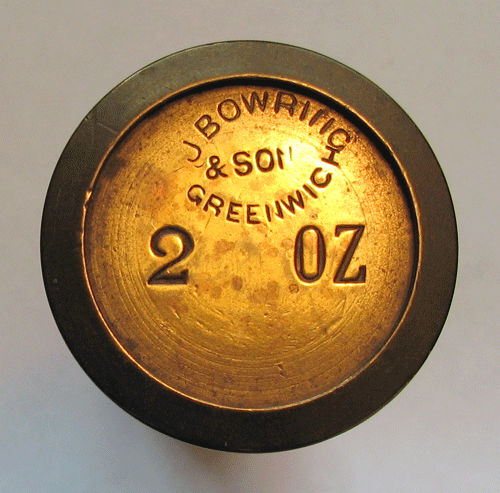 J BOWRING
& SON
GREENWICH
2 OZ